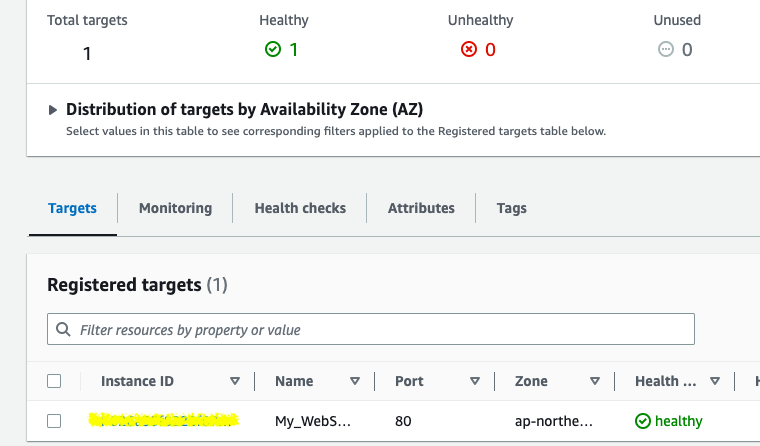 Total targets Healthy Unhealthy Unused
1 1 0 0
Distribution of targets by Availability Zone (AZ)
Select values in this table to see corresponding filters applied to the Registered targets table below.
Targets Monitoring Health checks Attributes Tags
Registered targets (1)
Filter resources by property or value
Instance ID Name Port Zone Health ...
My_WebS... 80 ap-northe... healthy